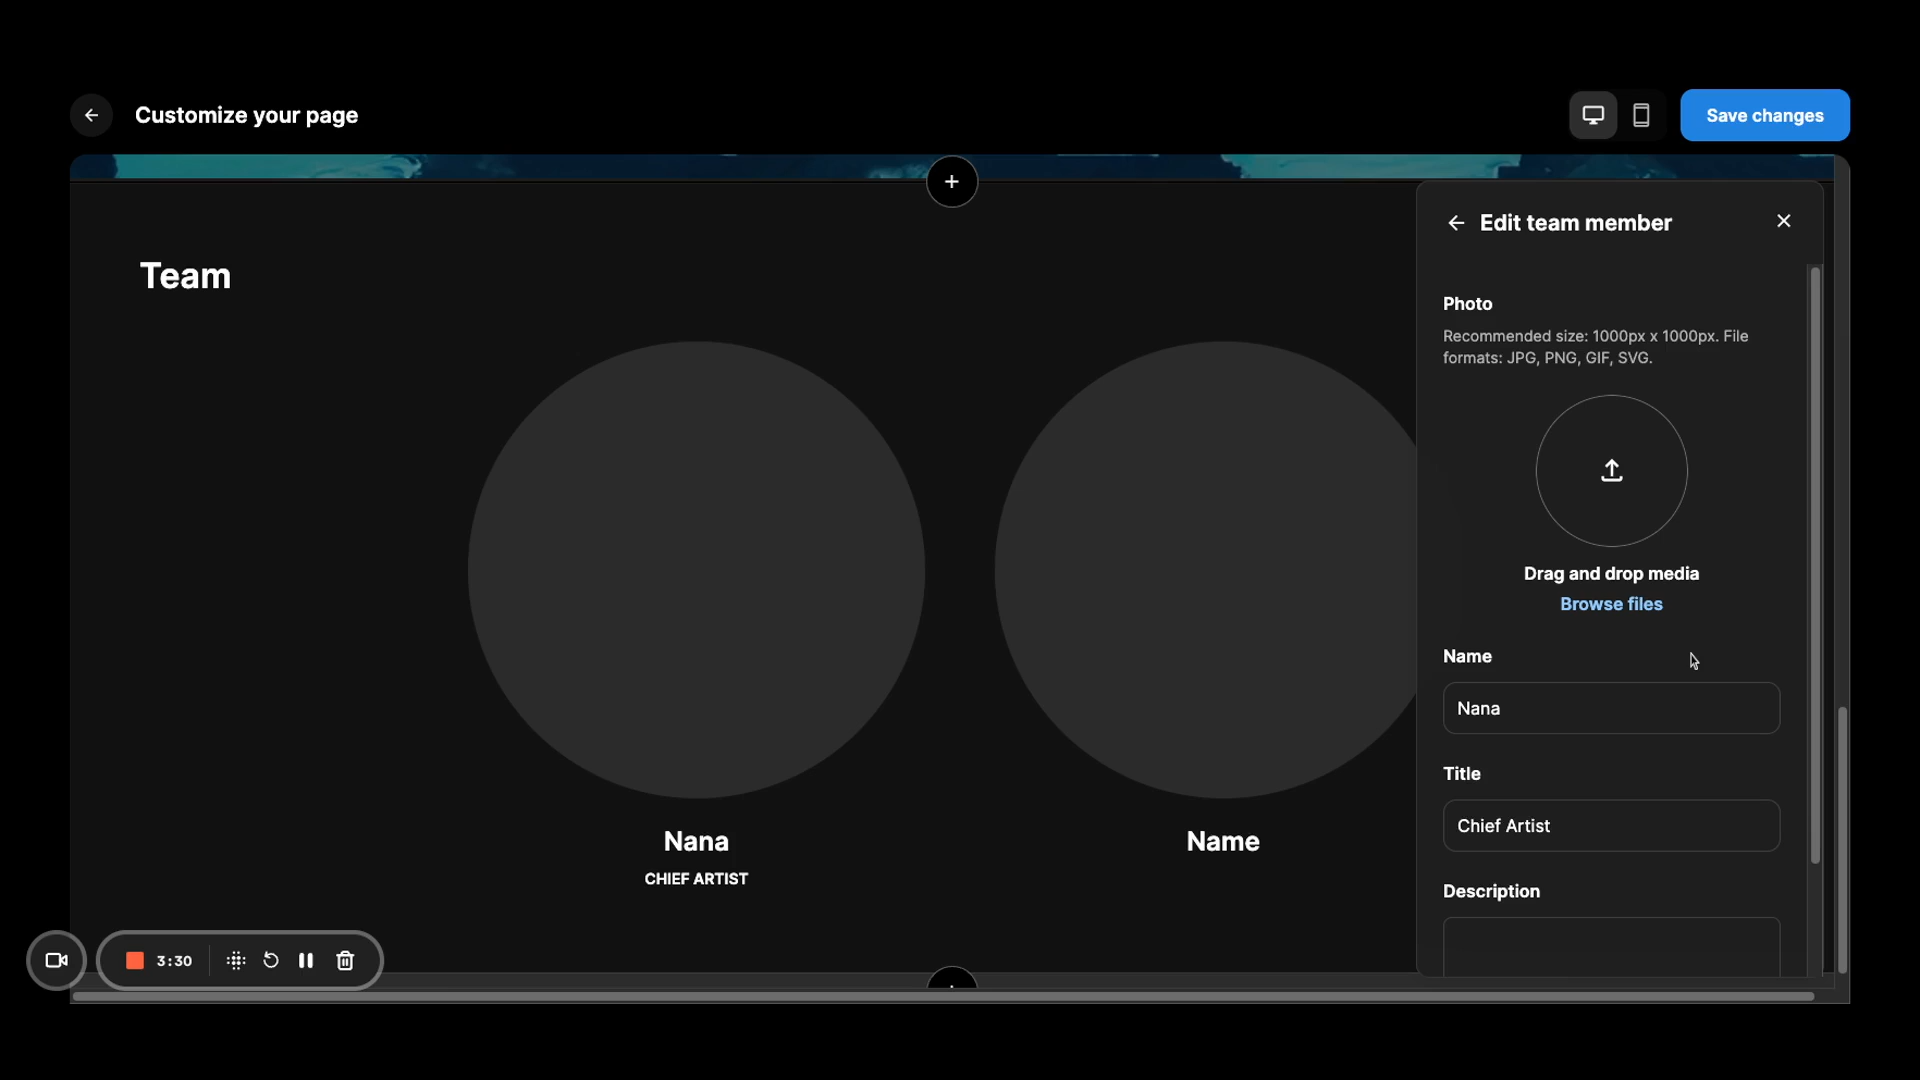 Customize your page
Save changes
Edit team member
Team
Photo
Recommended size: 1000px x 1000px. File
formats: JPG, PNG, GIF, SVG.
Drag and drop media
Browse files
Name
Nana
Title
Chief Artist
Nana
Name
CHIEF ARTIST
Description
3:30